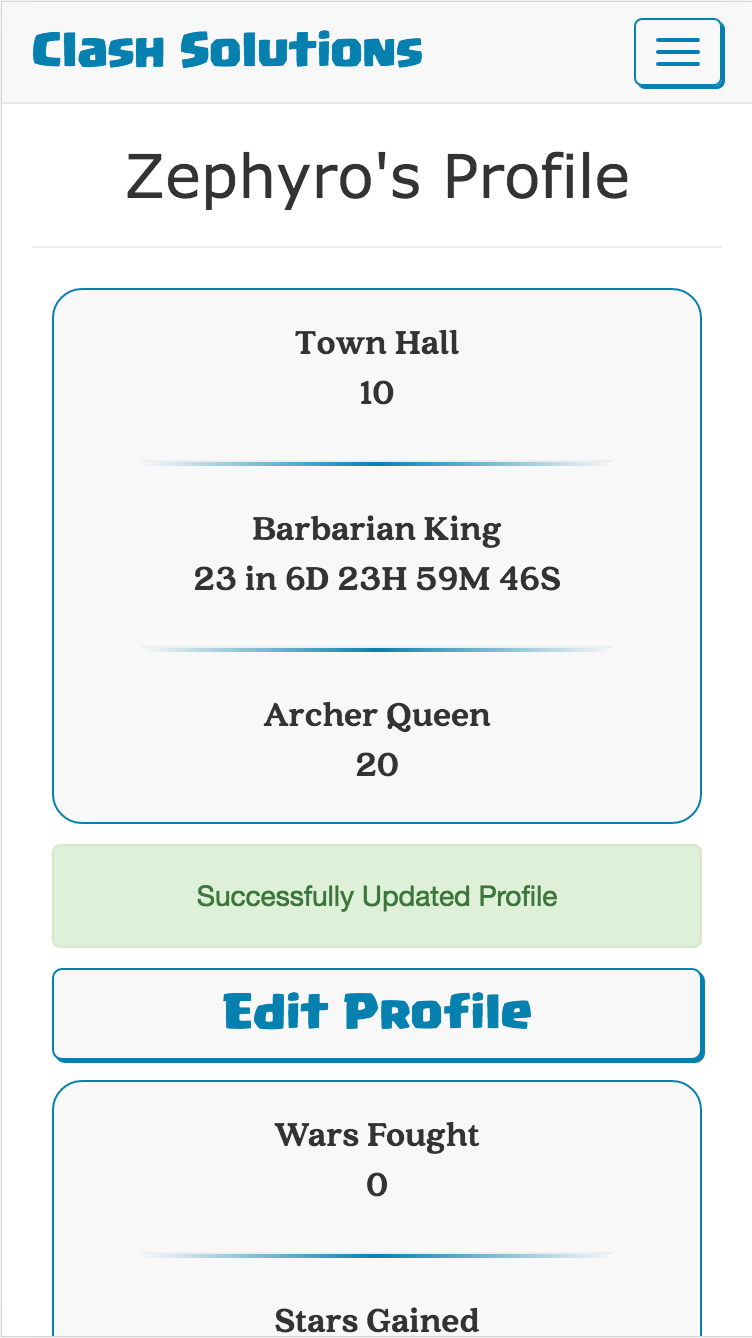 Clash Solutions
Zephyro's Profile
Town Hall
10
Barbarian King
23 in 6D 23H 59M 46S
Archer Queen
20
Successfully Updated Profile
Edit Profile
Wars Fought
0
Stars Gained